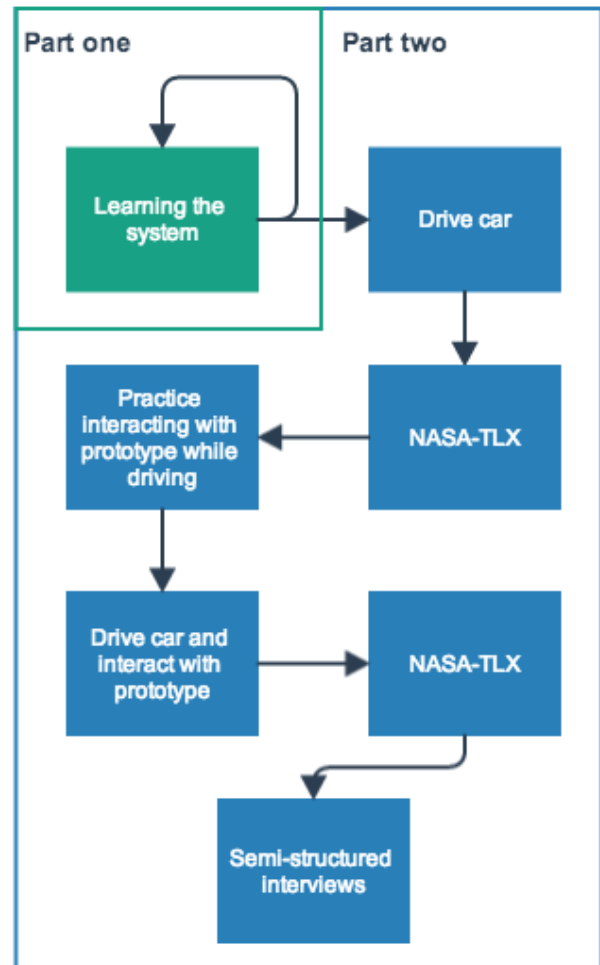 Part one
Part two
Learning the
system
Drive car
Practice
interacting with
prototype while
driving
NASA-TLX
Drive car and
interact with
prototype
NASA-TLX
Semi-structured
interviews